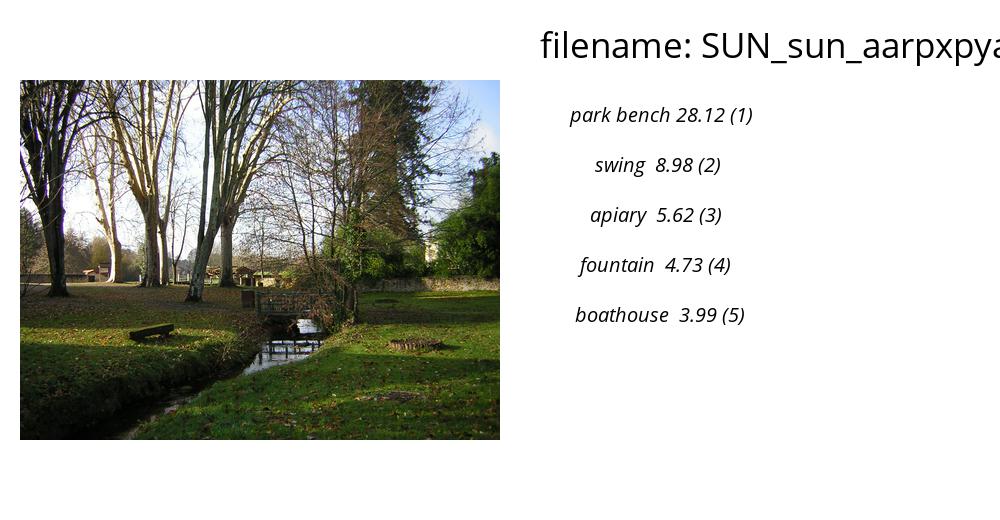 filename: SUN_sun_aarpxpya
park bench 28.12 (1)
swing 8.98 (2)
apiary 5.62 (3)
fountain 4.73 (4)
boathouse 3.99 (5)